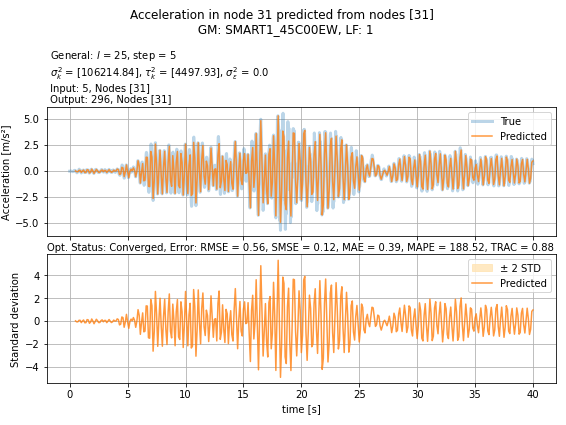 Acceleration in node 31 predicted from nodes [31]
GM: SMART1_45C00EW, LF: 1
General: l = 25, step = 5
σ²ₖ = [106214.84], τ²ₖ = [4497.93], σ²ₑ = 0.0
Input: 5, Nodes [31]
Output: 296, Nodes [31]
Acceleration [m/s²]
5.0
2.5
0.0
−2.5
−5.0
True
Predicted
Opt. Status: Converged, Error: RMSE = 0.56, SMSE = 0.12, MAE = 0.39, MAPE = 188.52, TRAC = 0.88
Standard deviation
4
2
0
−2
−4
± 2 STD
Predicted
0 5 10 15 20 25 30 35 40
time [s]